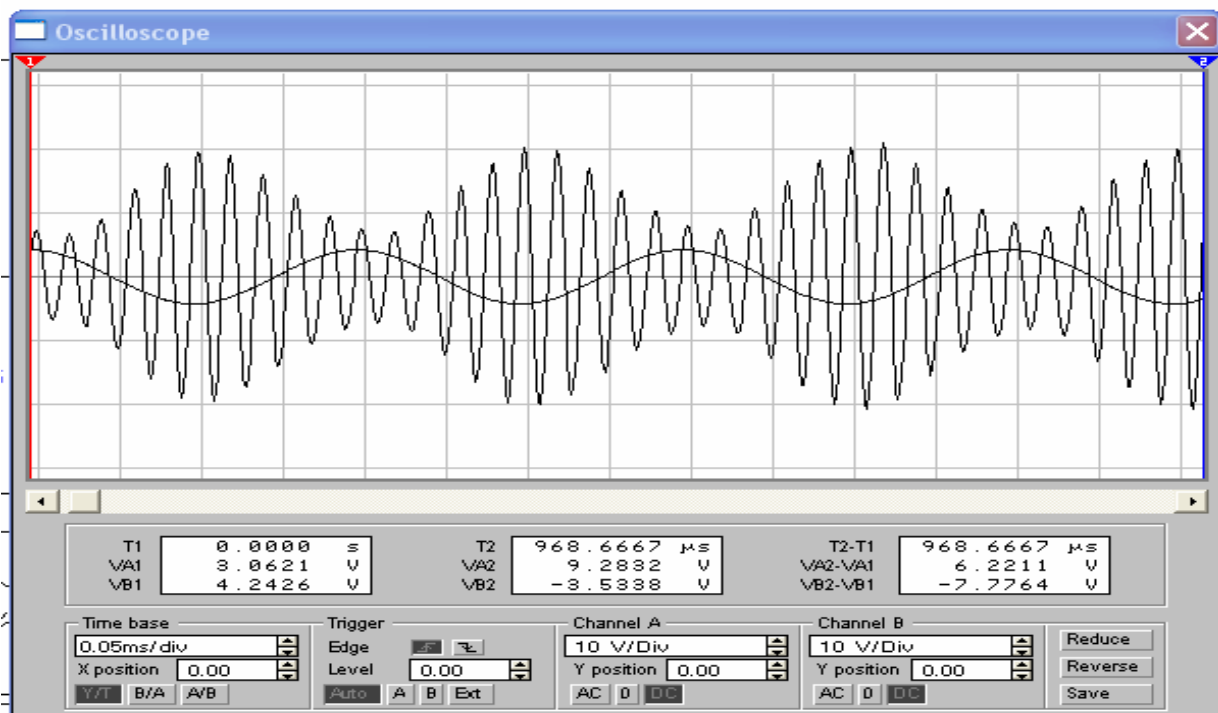 Oscilloscope
1 2
T1 0.0000 s T2 968.6667 µs T2-T1 968.6667 µs
VA1 3.0621 V VA2 9.2832 V VA2-VA1 6.2211 V
VB1 4.2426 V VB2 -3.5338 V VB2-VB1 -7.7764 V
Time base Trigger Channel A Channel B
0.05ms/div Edge 10 V/Div 10 V/Div Reduce
X position 0.00 Level 0.00 Y position 0.00 Y position 0.00 Reverse
Y/T B/A A/B Auto A B Ext AC 0 DC AC 0 DC Save